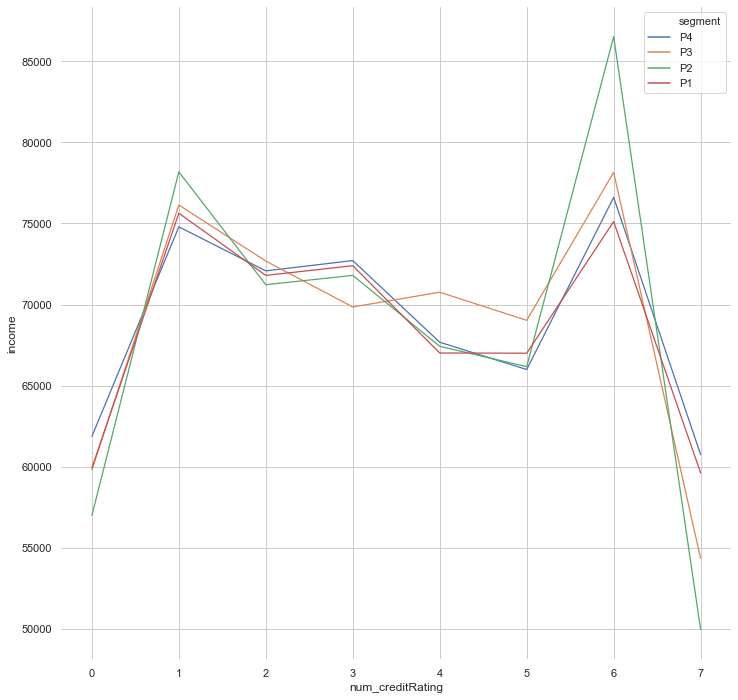 segment
P4
P3
P2
P1
85000
80000
75000
70000
65000
60000
55000
50000
income
0 1 2 3 4 5 6 7
num_creditRating